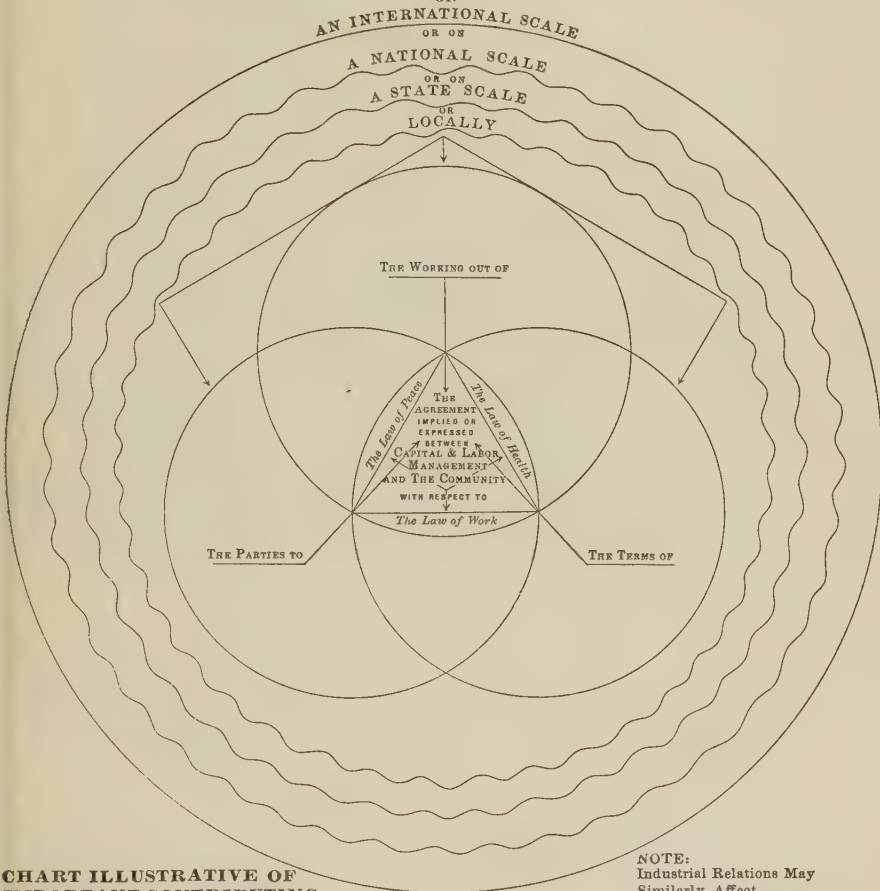 AN INTERNATIONAL SCALE
OR ON
A NATIONAL SCALE
OR ON
A STATE SCALE
OR
LOCALLY
THE WORKING OUT OF
The Law of Peace
The Law of Health
THE
AGREEMENT
IMPLIED OR
EXPRESSED
BETWEEN
CAPITAL & LABOR
MANAGEMENT
AND THE COMMUNITY
WITH RESPECT TO
The Law of Work
THE PARTIES TO
THE TERMS OF
CHART ILLUSTRATIVE OF
NOTE:
Industrial Relations May
Similarly Affect